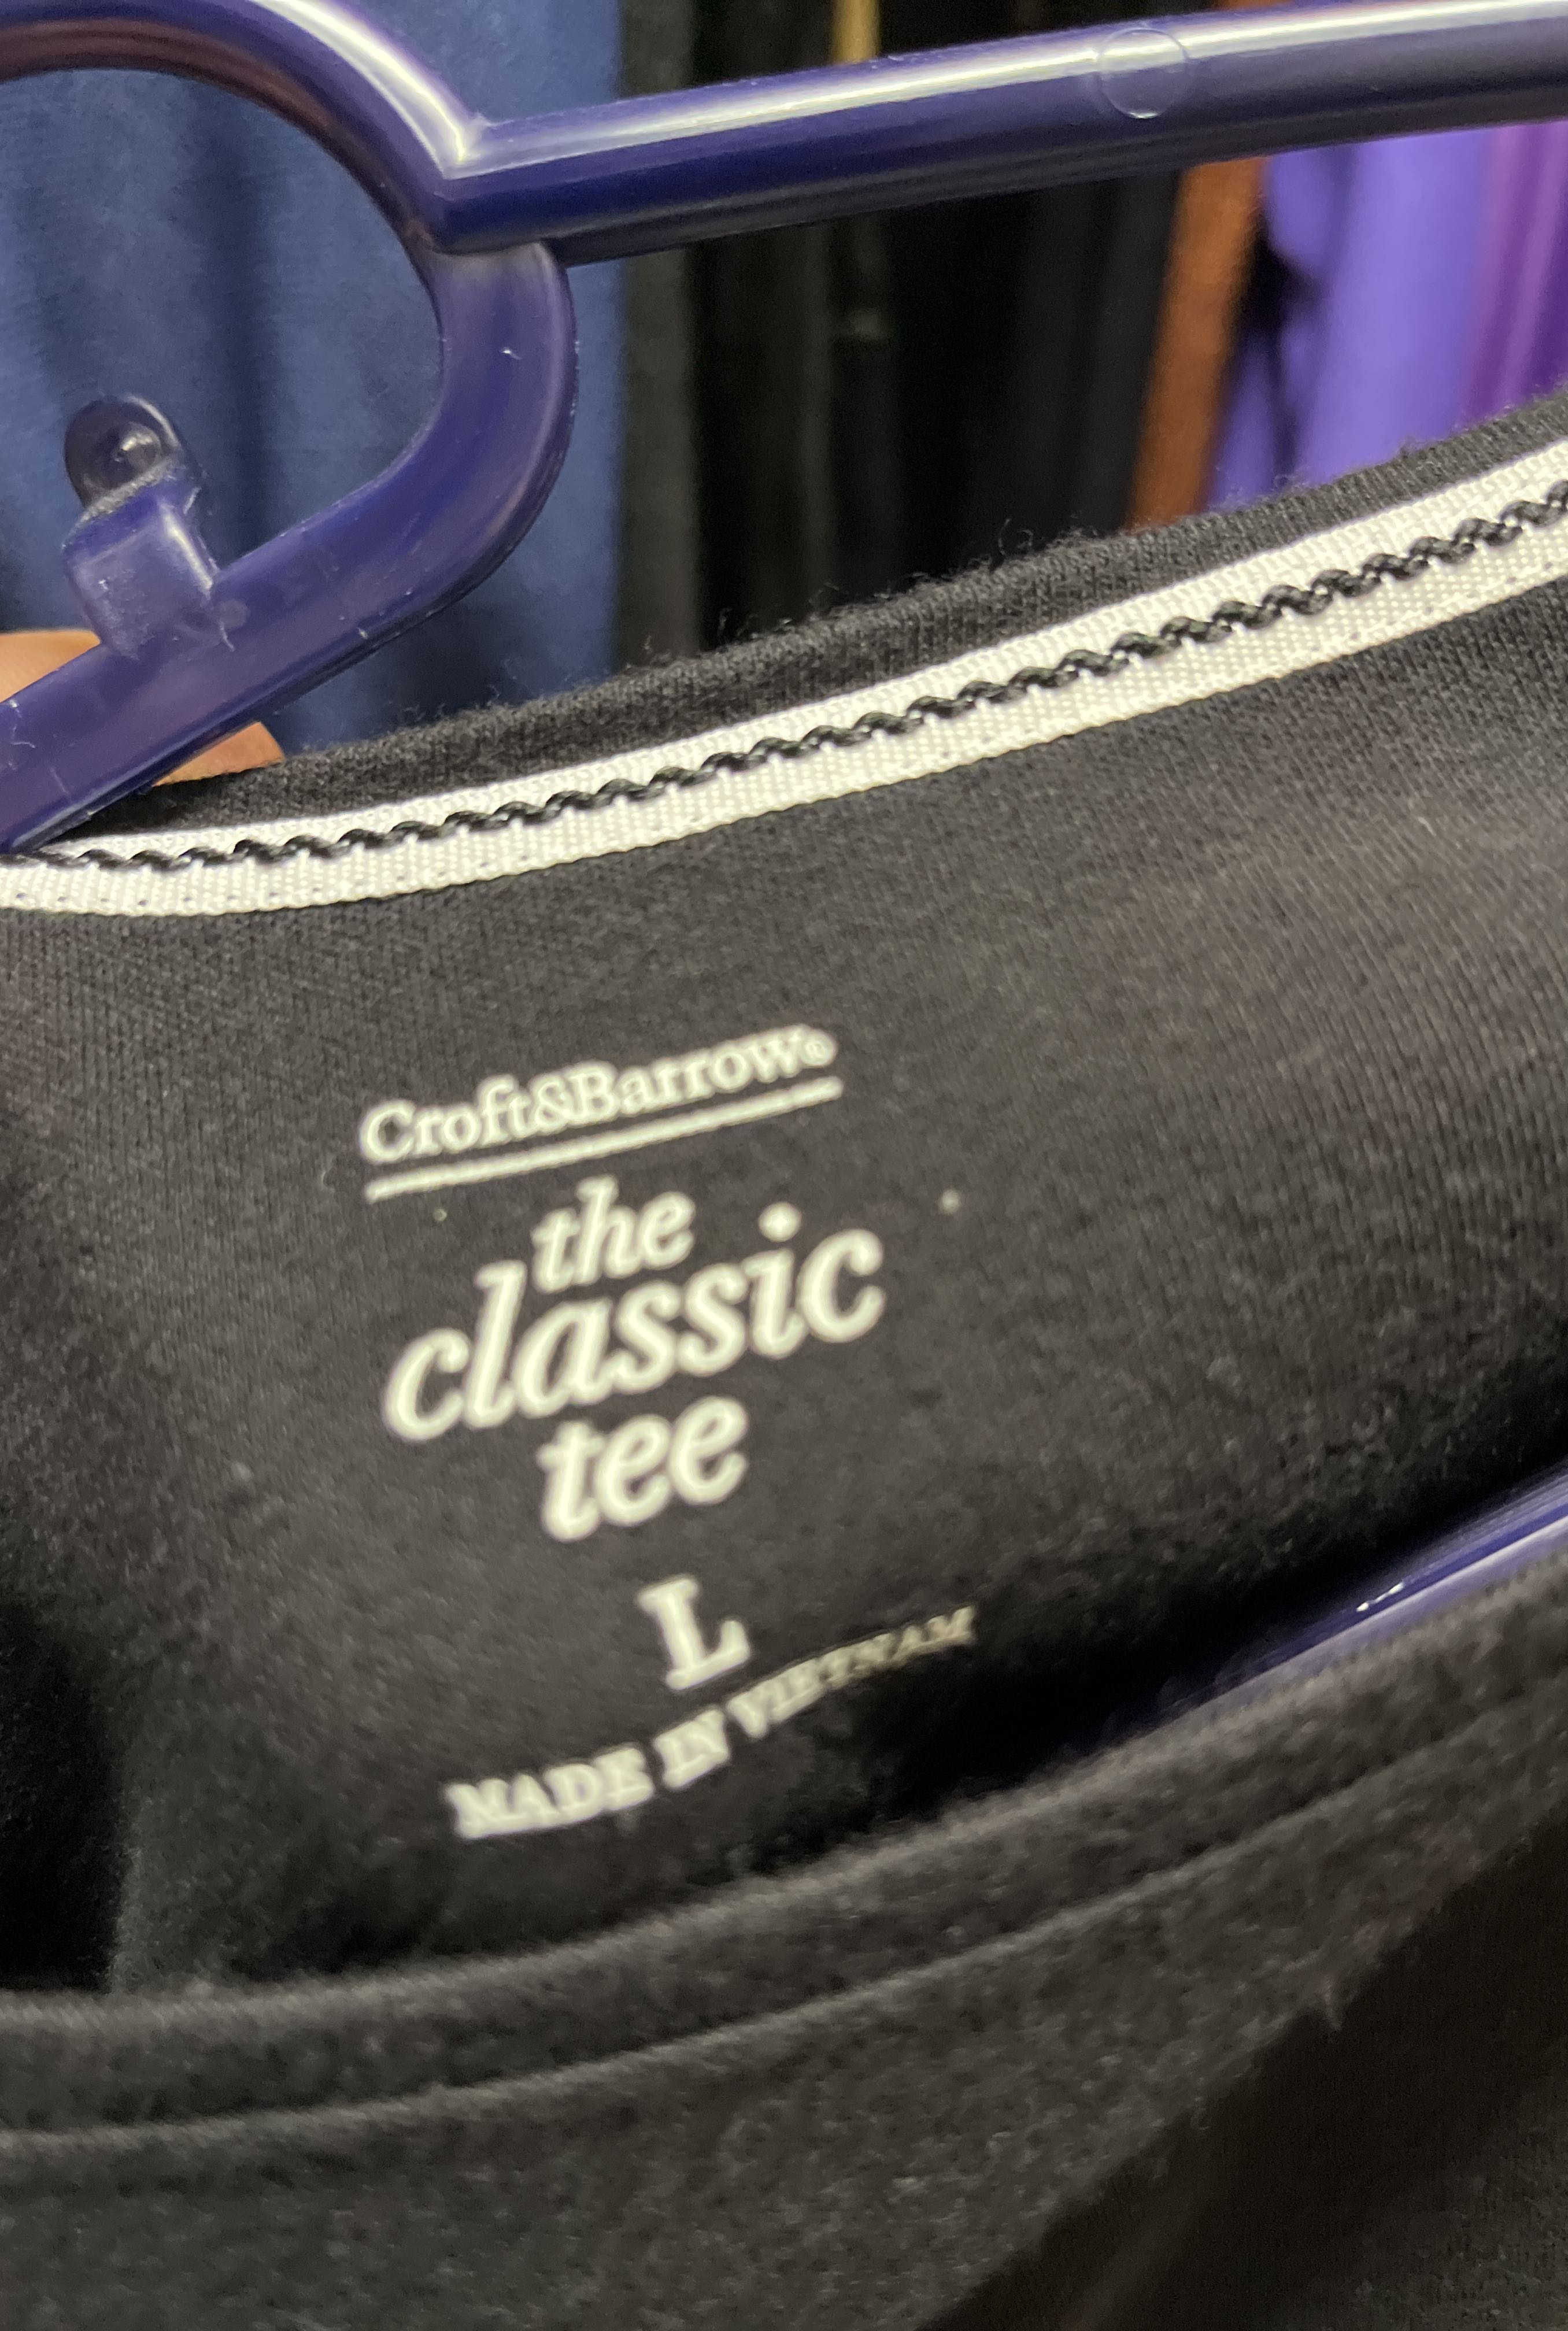 Croft&Barrow®
the
classic
tee
L
MADE IN VIETNAM